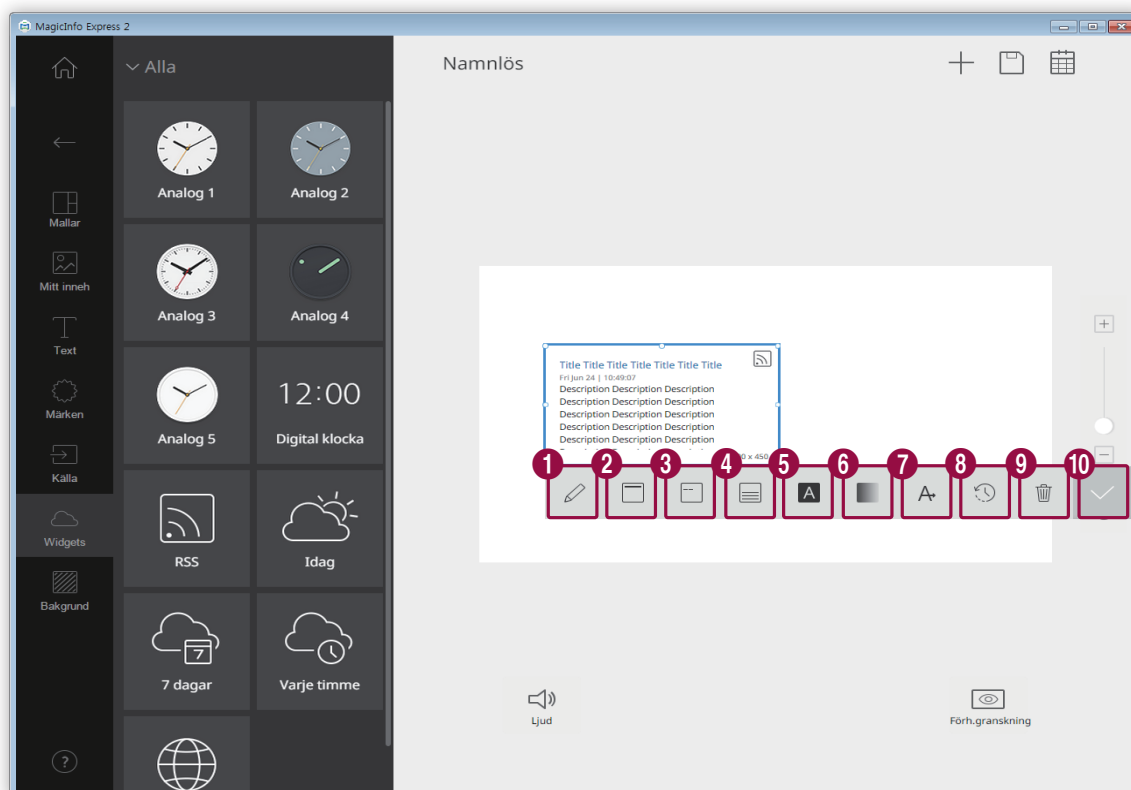 MagicInfo Express 2
Alla
Namnlös
Analog 1
Analog 2
Mallar
Mitt inneh
Analog 3
Analog 4
Text
Title Title Title Title Title Title Title
Fri Jun 24 | 10:49:07
Description Description Description
Description Description Description
Description Description Description
Description Description Description
Description Description Description
x 450
12:00
Märken
Analog 5
Digital klocka
Källa
1 2 3 4 5 6 7 8 9 10
A A
Widgets
RSS
Idag
Bakgrund
7
7 dagar
Varje timme
Ljud
Förh.granskning
?